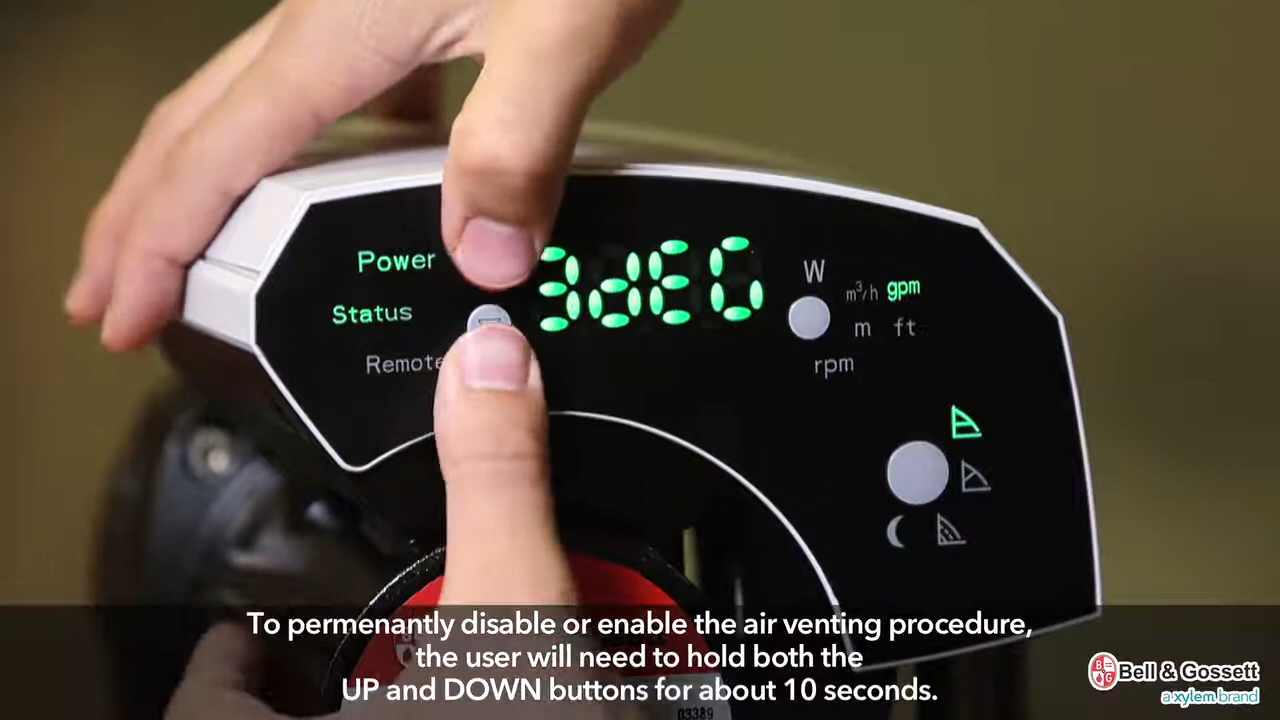 Power
Status
Remote
3dEG
W
m³/h gpm
m ft
rpm
To permenantly disable or enable the air venting procedure,
the user will need to hold both the
UP and DOWN buttons for about 10 seconds.
03389
B
G
Bell & Gossett
a xylem brand